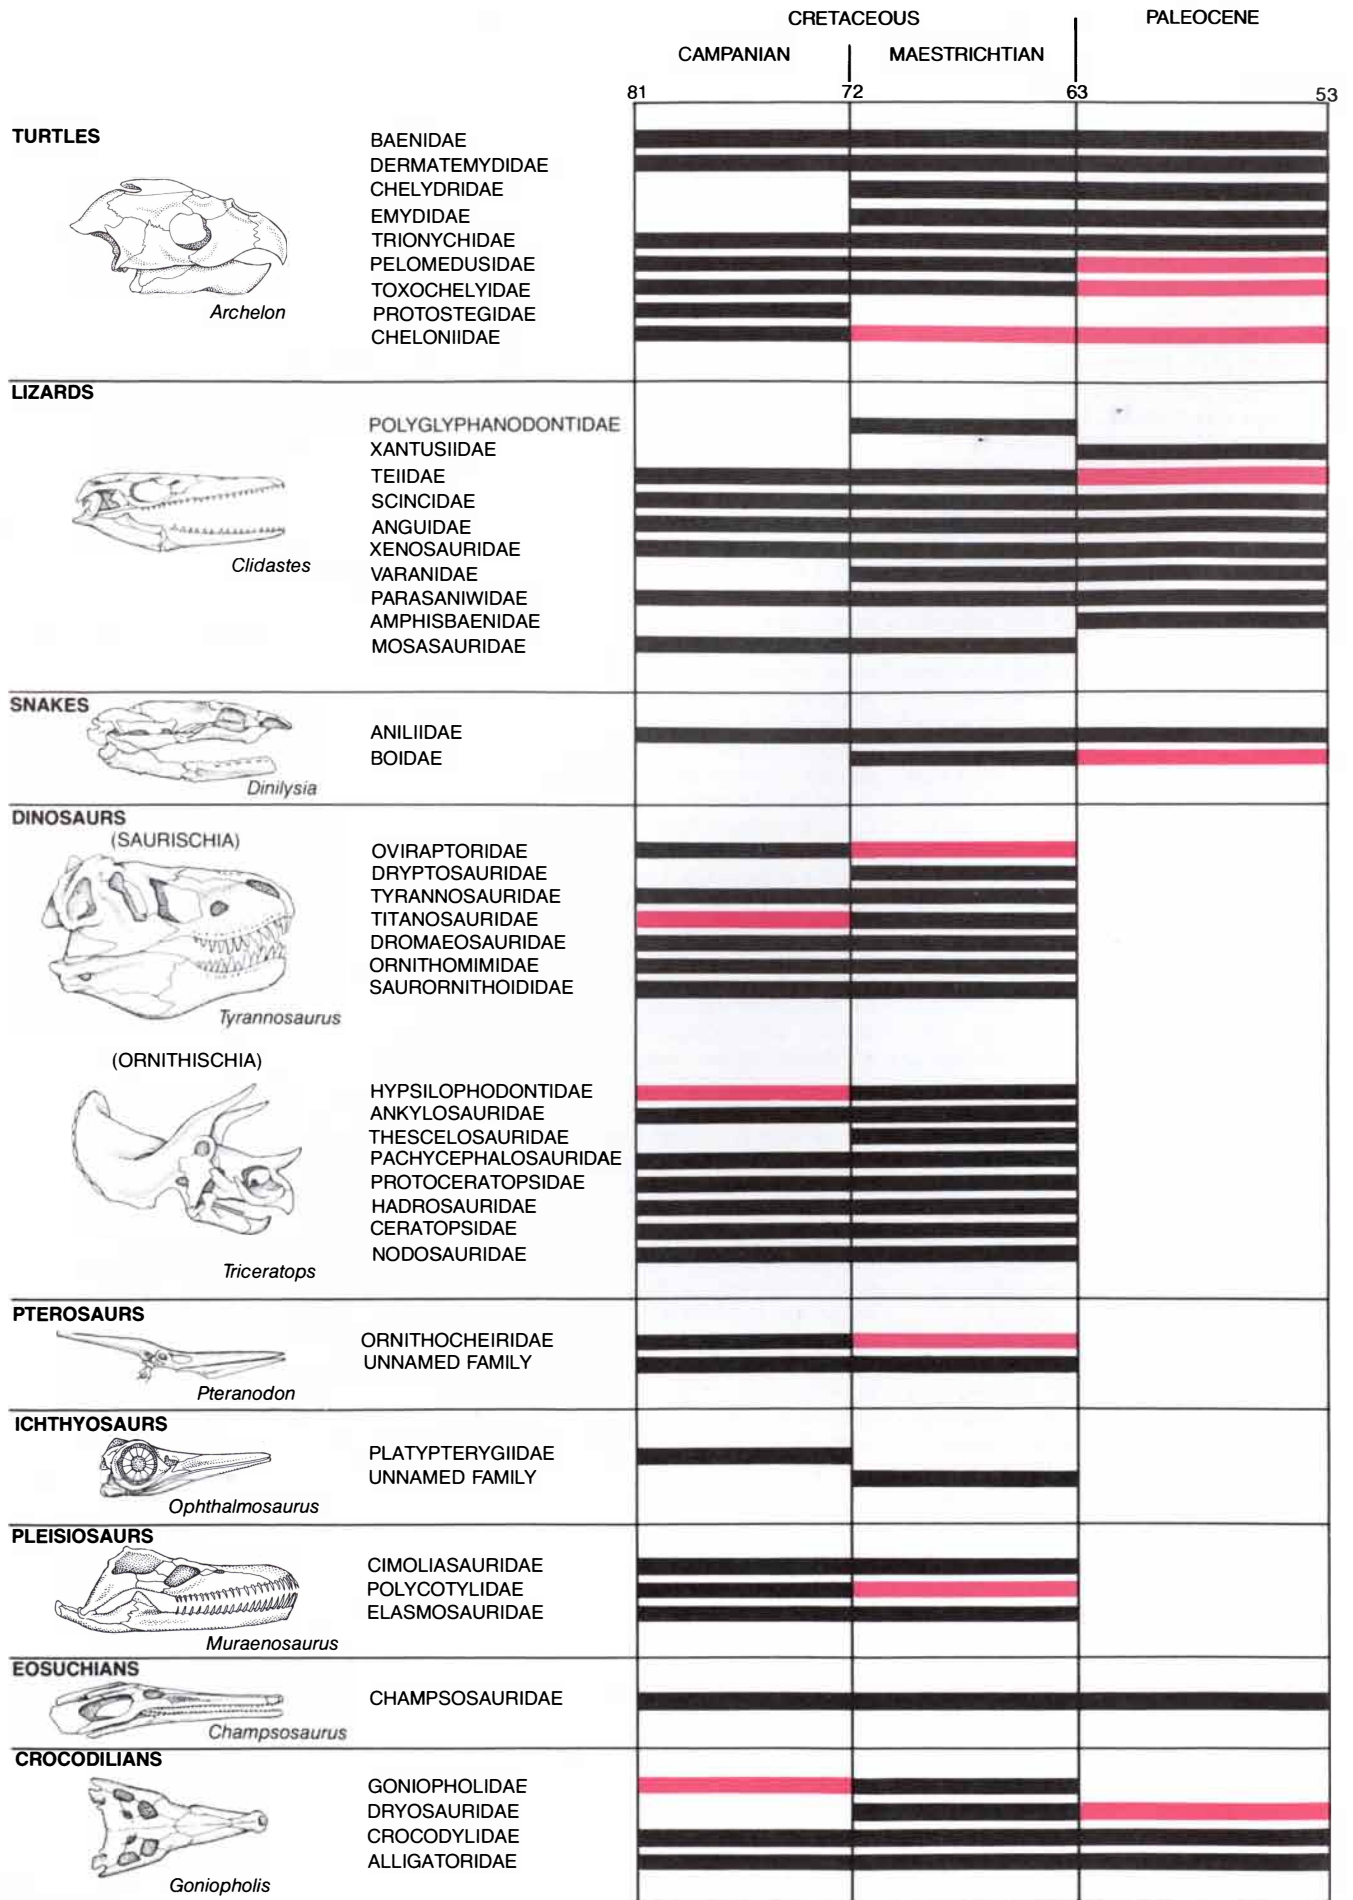 CRETACEOUS PALEOCENE
CAMPANIAN MAESTRICHTIAN
81 72 63 53
TURTLES
BAENIDAE
DERMATEMYDIDAE
CHELYDRIDAE
EMYDIDAE
TRIONYCHIDAE
PELOMEDUSIDAE
TOXOCHELYIDAE
PROTOSTEGIDAE
CHELONIIDAE
Archelon
LIZARDS
POLYGLYPHANODONTIDAE
XANTUSIIDAE
TEIIDAE
SCINCIDAE
ANGUIDAE
XENOSAURIDAE
VARANIDAE
PARASANIWIDAE
AMPHISBAENIDAE
MOSASAURIDAE
Clidastes
SNAKES
ANILIIDAE
BOIDAE
Dinilysia
DINOSAURS
(SAURISCHIA)
OVIRAPTORIDAE
DRYPTOSAURIDAE
TYRANNOSAURIDAE
TITANOSAURIDAE
DROMAEOSAURIDAE
ORNITHOMIMIDAE
SAURORNITHOIDIDAE
Tyrannosaurus
(ORNITHISCHIA)
HYPSILOPHODONTIDAE
ANKYLOSAURIDAE
THESCELOSAURIDAE
PACHYCEPHALOSAURIDAE
PROTOCERATOPSIDAE
HADROSAURIDAE
CERATOPSIDAE
NODOSAURIDAE
Triceratops
PTEROSAURS
ORNITHOCHEIRIDAE
UNNAMED FAMILY
Pteranodon
ICHTHYOSAURS
PLATYPTERYGIIDAE
UNNAMED FAMILY
Ophthalmosaurus
PLEISIOSAURS
CIMOLIASAURIDAE
POLYCOTYLIDAE
ELASMOSAURIDAE
Muraenosaurus
EOSUCHIANS
CHAMPSOSAURIDAE
Champsosaurus
CROCODILIANS
GONIOPHOLIDAE
DRYOSAURIDAE
CROCODYLIDAE
ALLIGATORIDAE
Goniopholis